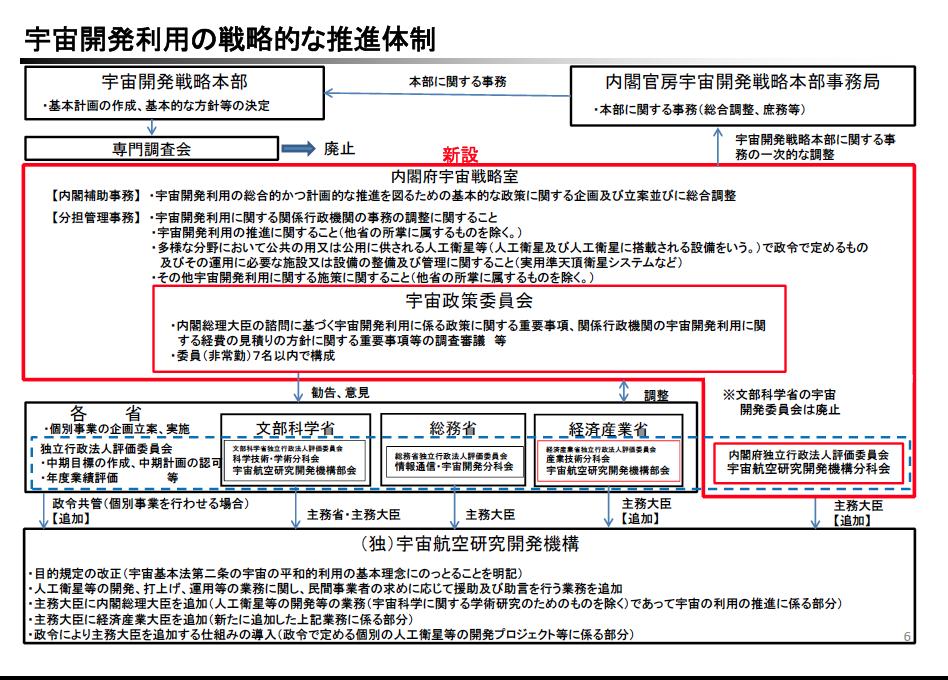 宇宙開発利用の戦略的な推進体制
宇宙開発戦略本部
・基本計画の作成、基本的な方針等の決定
本部に関する事務
内閣官房宇宙開発戦略本部事務局
・本部に関する事務(総合調整、庶務等)
専門調査会
廃止
宇宙開発戦略本部に関する事
務の一次的な調整
新設
内閣府宇宙戦略室
【内閣補助事務】・宇宙開発利用の総合的かつ計画的な推進を図るための基本的な政策に関する企画及び立案並びに総合調整
【分担管理事務】・宇宙開発利用に関する関係行政機関の事務の調整に関すること
・宇宙開発利用の推進に関すること(他省の所掌に属するものを除く。)
・多様な分野において公共の用又は公用に供される人工衛星等(人工衛星及び人工衛星に搭載される設備をいう。)で政令で定めるもの
及びその運用に必要な施設又は設備の整備及び管理に関すること(実用準天頂衛星システムなど)
・その他宇宙開発利用に関する施策に関すること(他省の所掌に属するものを除く。)
宇宙政策委員会
・内閣総理大臣の諮問に基づく宇宙開発利用に係る政策に関する重要事項、関係行政機関の宇宙開発利用に関
する経費の見積りの方針に関する重要事項等の調査審議 等
・委員(非常勤)7名以内で構成
勧告、意見
調整
※文部科学省の宇宙
開発委員会は廃止
各 省
・個別事業の企画立案、実施
独立行政法人評価委員会
・中期目標の作成、中期計画の認可
・年度業績評価 等
文部科学省
文部科学省独立行政法人評価委員会
科学技術・学術分科会
宇宙航空研究開発機構部会
総務省
総務省独立行政法人評価委員会
情報通信・宇宙開発分科会
経済産業省
経済産業省独立行政法人評価委員会
産業技術分科会
宇宙航空研究開発機構部会
内閣府独立行政法人評価委員会
宇宙航空研究開発機構分科会
政令共管(個別事業を行わせる場合)
【追加】
主務省・主務大臣
主務大臣
主務大臣
【追加】
主務大臣
【追加】
(独)宇宙航空研究開発機構
・目的規定の改正(宇宙基本法第二条の宇宙の平和的利用の基本理念にのっとることを明記)
・人工衛星等の開発、打上げ、運用等の業務に関し、民間事業者の求めに応じて援助及び助言を行う業務を追加
・主務大臣に内閣総理大臣を追加(人工衛星等の開発等の業務(宇宙科学に関する学術研究のためのものを除く)であって宇宙の利用の推進に係る部分)
・主務大臣に経済産業大臣を追加(新たに追加した上記業務に係る部分)
・政令により主務大臣を追加する仕組みの導入(政令で定める個別の人工衛星等の開発プロジェクト等に係る部分)
6